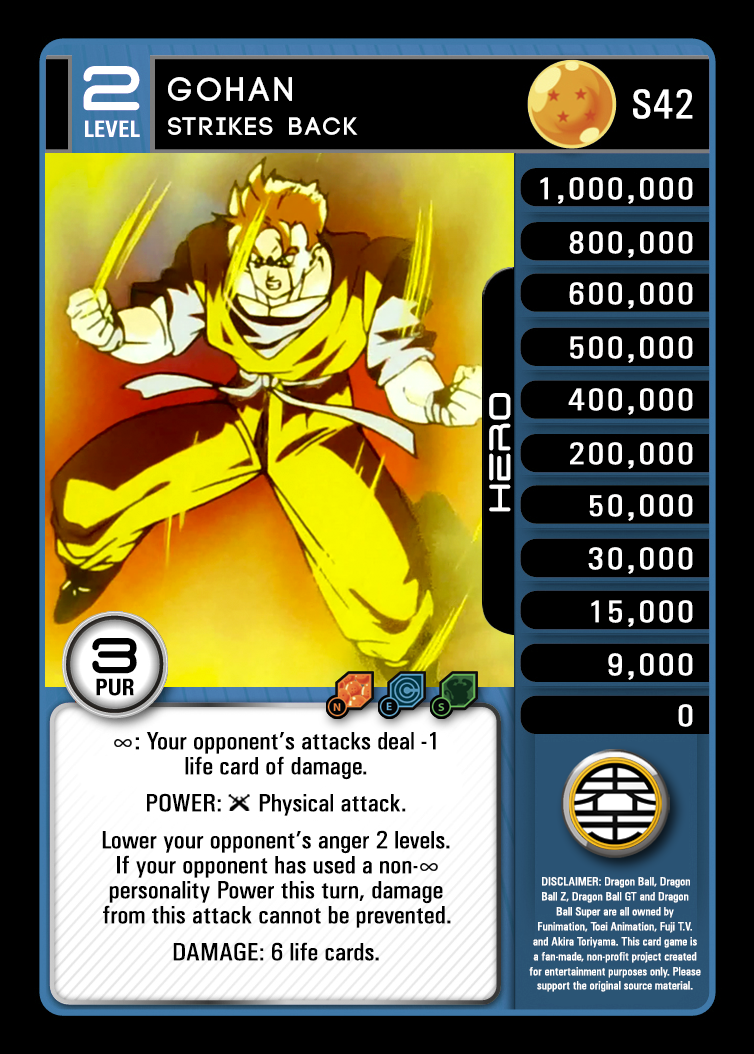 2
LEVEL
GOHAN
STRIKES BACK
S42
1,000,000
800,000
600,000
500,000
400,000
200,000
50,000
30,000
15,000
9,000
0
HERO
3
PUR
N E S
∞: Your opponent's attacks deal -1
life card of damage.
POWER: Physical attack.
Lower your opponent's anger 2 levels.
If your opponent has used a non-∞
personality Power this turn, damage
from this attack cannot be prevented.
DAMAGE: 6 life cards.
DISCLAIMER: Dragon Ball, Dragon
Ball Z, Dragon Ball GT and Dragon
Ball Super are all owned by
Funimation, Toei Animation, Fuji T.V.
and Akira Toriyama. This card game is
a fan-made, non-profit project created
for entertainment purposes only. Please
support the original source material.